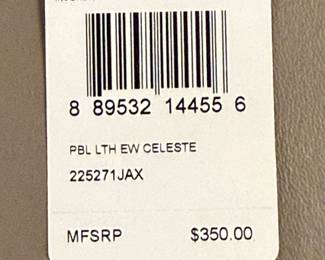 8 89532 14455 6
PBL LTH EW CELESTE
225271JAX
MFSRP $350.00